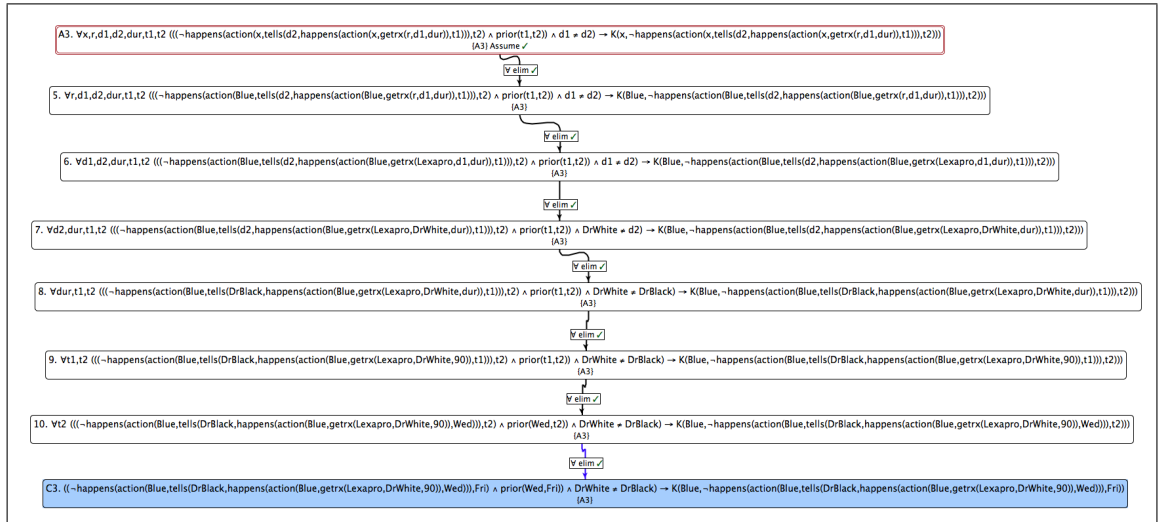 A3. ∀x,r,d1,d2,dur,t1,t2 (((¬happens(action(x,tells(d2,happens(action(x,getrx(r,d1,dur)),t1))),t2) ∧ prior(t1,t2)) ∧ d1 ≠ d2) → K(x,¬happens(action(x,tells(d2,happens(action(x,getrx(r,d1,dur)),t1))),t2)))
{A3} Assume ✓
∀ elim ✓
5. ∀r,d1,d2,dur,t1,t2 (((¬happens(action(Blue,tells(d2,happens(action(Blue,getrx(r,d1,dur)),t1))),t2) ∧ prior(t1,t2)) ∧ d1 ≠ d2) → K(Blue,¬happens(action(Blue,tells(d2,happens(action(Blue,getrx(r,d1,dur)),t1))),t2)))
{A3}
∀ elim ✓
6. ∀d1,d2,dur,t1,t2 (((¬happens(action(Blue,tells(d2,happens(action(Blue,getrx(Lexapro,d1,dur)),t1))),t2) ∧ prior(t1,t2)) ∧ d1 ≠ d2) → K(Blue,¬happens(action(Blue,tells(d2,happens(action(Blue,getrx(Lexapro,d1,dur)),t1))),t2)))
{A3}
∀ elim ✓
7. ∀d2,dur,t1,t2 (((¬happens(action(Blue,tells(d2,happens(action(Blue,getrx(Lexapro,DrWhite,dur)),t1))),t2) ∧ prior(t1,t2)) ∧ DrWhite ≠ d2) → K(Blue,¬happens(action(Blue,tells(d2,happens(action(Blue,getrx(Lexapro,DrWhite,dur)),t1))),t2)))
{A3}
∀ elim ✓
8. ∀dur,t1,t2 (((¬happens(action(Blue,tells(DrBlack,happens(action(Blue,getrx(Lexapro,DrWhite,dur)),t1))),t2) ∧ prior(t1,t2)) ∧ DrWhite ≠ DrBlack) → K(Blue,¬happens(action(Blue,tells(DrBlack,happens(action(Blue,getrx(Lexapro,DrWhite,dur)),t1))),t2)))
{A3}
∀ elim ✓
9. ∀t1,t2 (((¬happens(action(Blue,tells(DrBlack,happens(action(Blue,getrx(Lexapro,DrWhite,90)),t1))),t2) ∧ prior(t1,t2)) ∧ DrWhite ≠ DrBlack) → K(Blue,¬happens(action(Blue,tells(DrBlack,happens(action(Blue,getrx(Lexapro,DrWhite,90)),t1))),t2)))
{A3}
∀ elim ✓
10. ∀t2 (((¬happens(action(Blue,tells(DrBlack,happens(action(Blue,getrx(Lexapro,DrWhite,90)),Wed))),t2) ∧ prior(Wed,t2)) ∧ DrWhite ≠ DrBlack) → K(Blue,¬happens(action(Blue,tells(DrBlack,happens(action(Blue,getrx(Lexapro,DrWhite,90)),Wed))),t2)))
{A3}
∀ elim ✓
C3. ((¬happens(action(Blue,tells(DrBlack,happens(action(Blue,getrx(Lexapro,DrWhite,90)),Wed))),Fri) ∧ prior(Wed,Fri)) ∧ DrWhite ≠ DrBlack) → K(Blue,¬happens(action(Blue,tells(DrBlack,happens(action(Blue,getrx(Lexapro,DrWhite,90)),Wed))),Fri))
{A3}